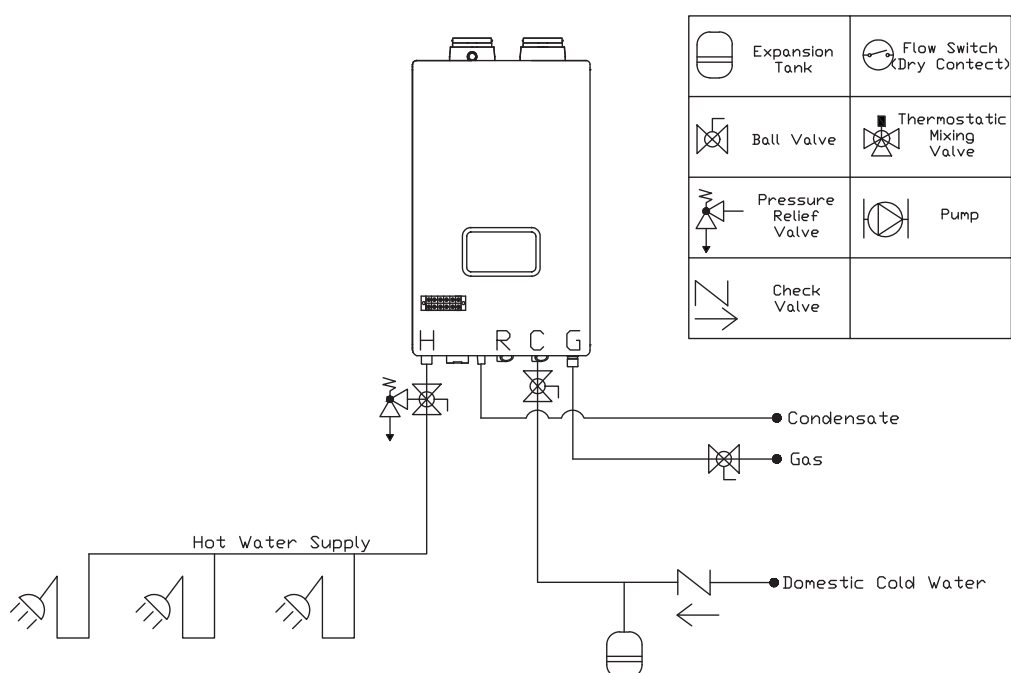 Expansion
Tank
Flow Switch
(Dry Contect)
Ball Valve
Thermostatic
Mixing
Valve
Pressure
Relief
Valve
Pump
Check
Valve
H R C G
Condensate
Gas
Hot Water Supply
Domestic Cold Water